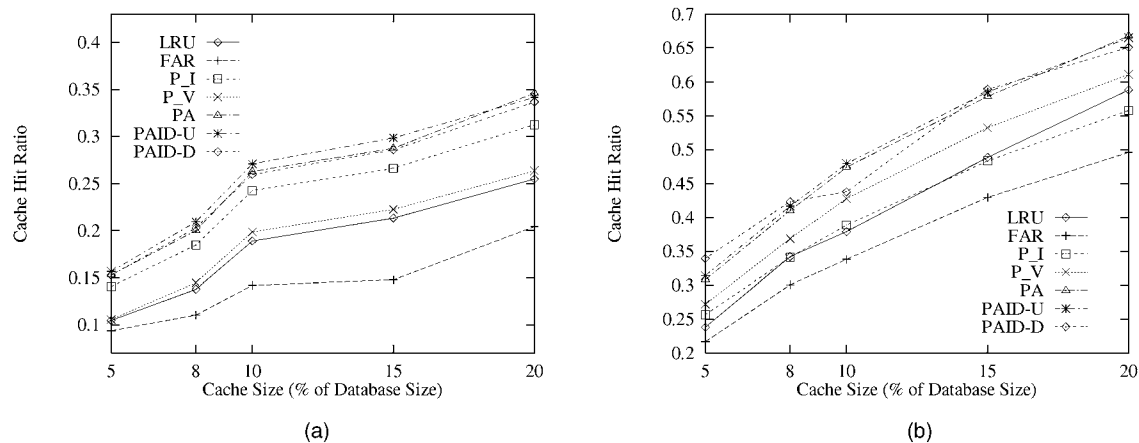 0.4
0.35
0.3
0.25
0.2
0.15
0.1
Cache Hit Ratio
LRU
FAR
P_I
P_V
PA
PAID-U
PAID-D
5 8 10 15 20
Cache Size (% of Database Size)
(a)
0.7
0.65
0.6
0.55
0.5
0.45
0.4
0.35
0.3
0.25
0.2
Cache Hit Ratio
LRU
FAR
P_I
P_V
PA
PAID-U
PAID-D
5 8 10 15 20
Cache Size (% of Database Size)
(b)